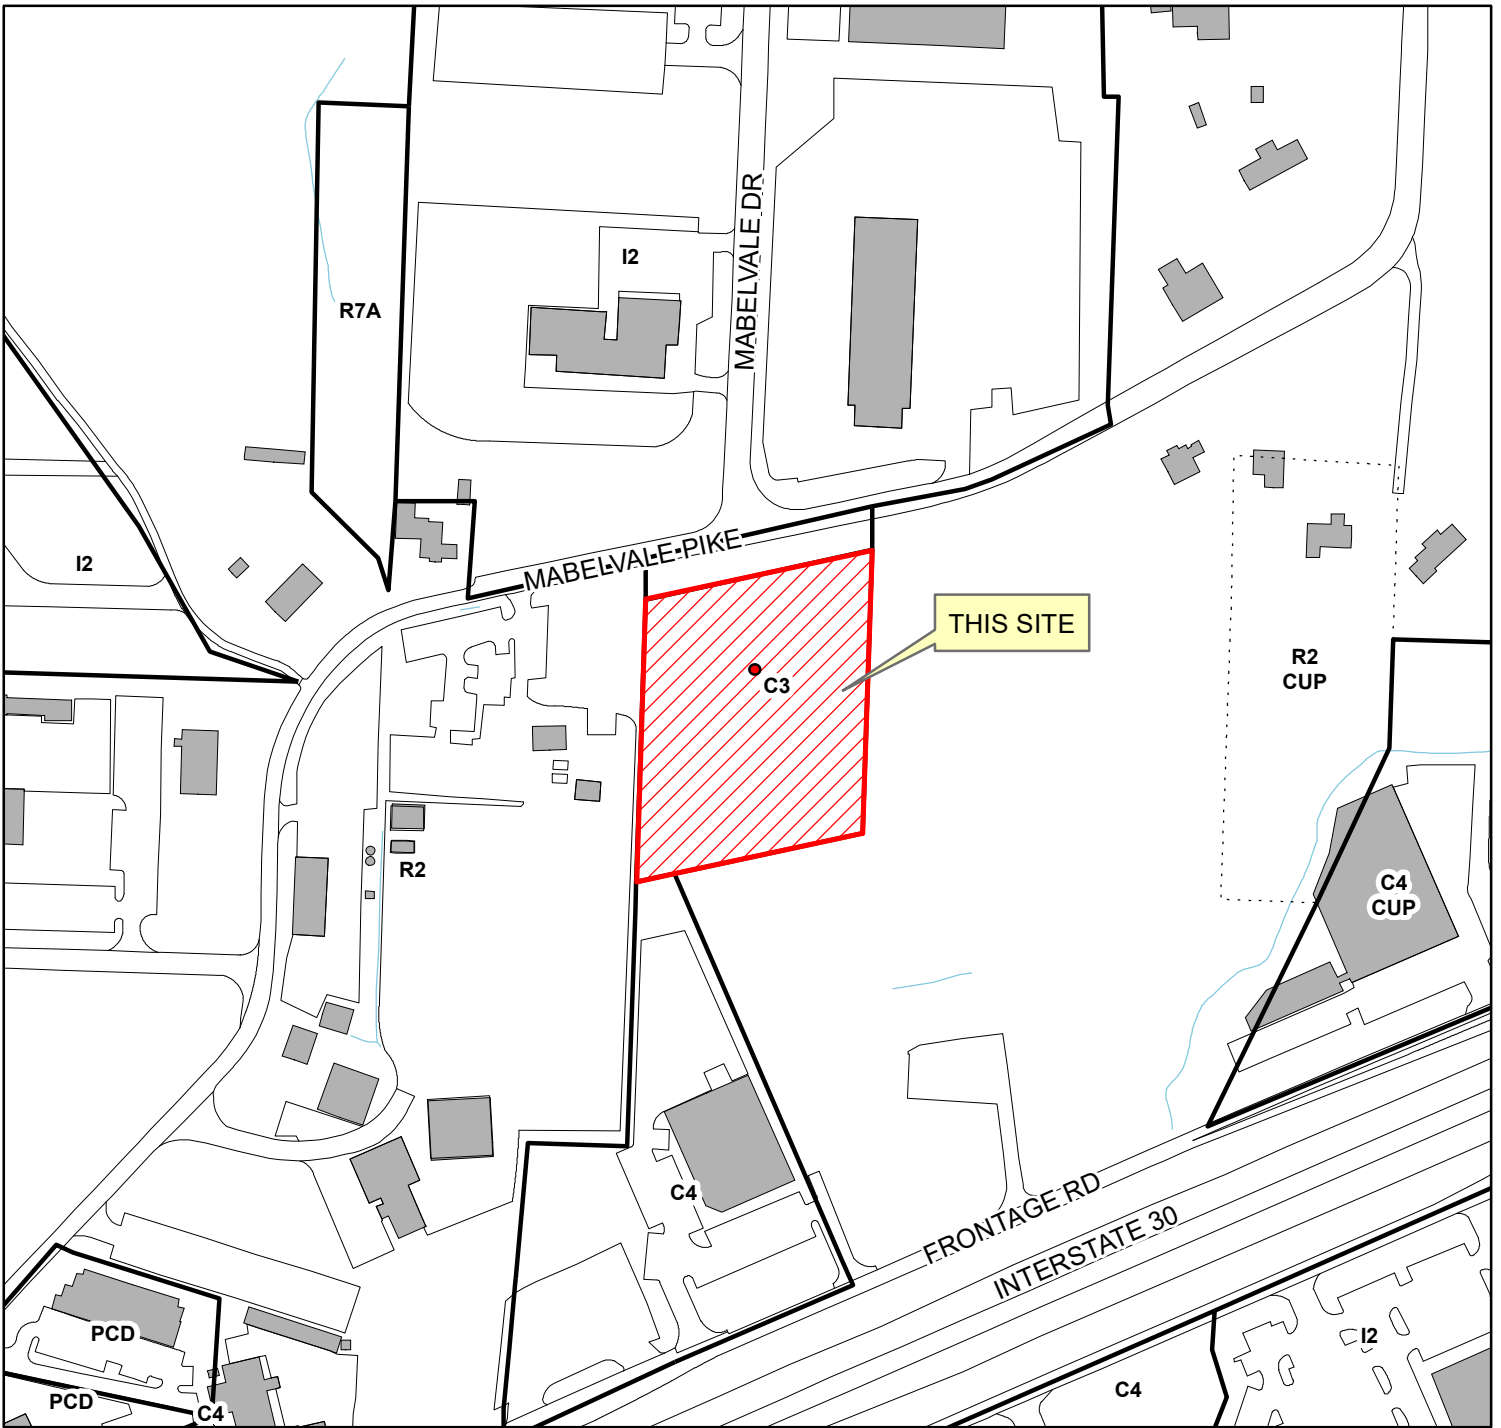 MABELVALE DR
I2
R7A
MABELVALE PIKE
I2
THIS SITE
C3
R2
CUP
R2
C4
CUP
C4
FRONTAGE RD
INTERSTATE 30
PCD
I2
PCD
C4
C4